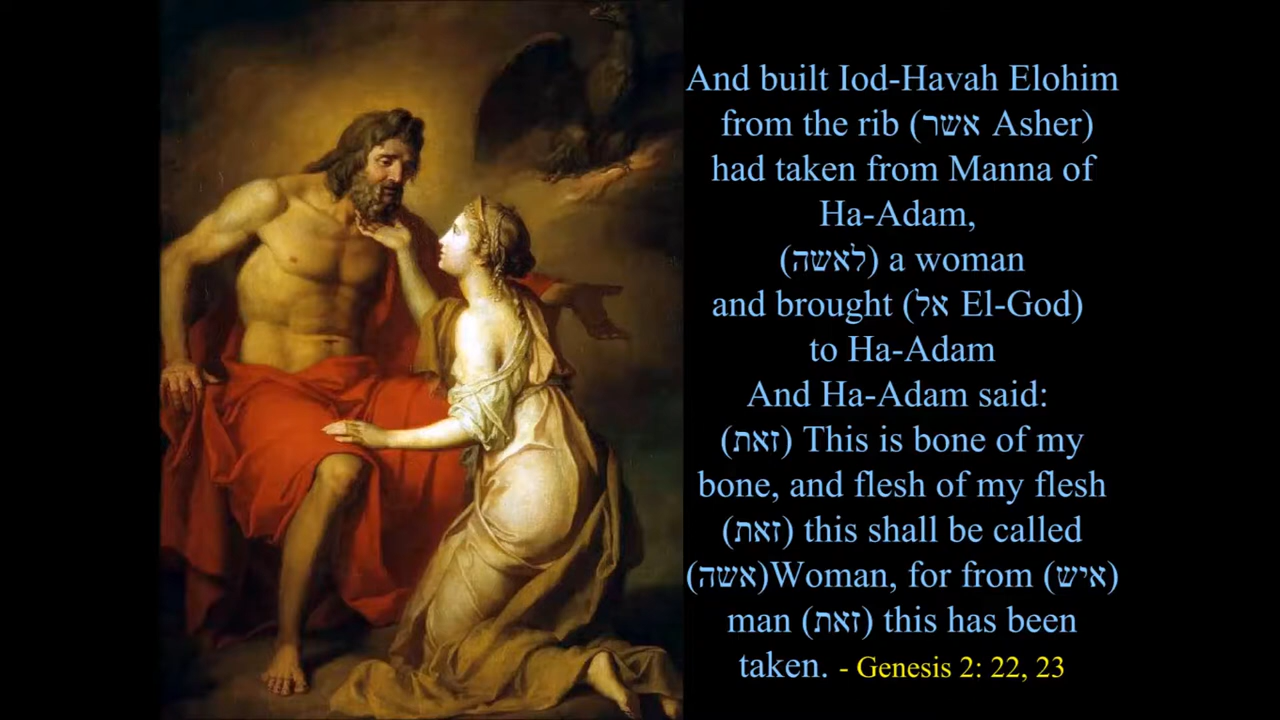 And built Iod-Havah Elohim
from the rib (אשר Asher)
had taken from Manna of
Ha-Adam,
(לאשה) a woman
and brought (אל El-God)
to Ha-Adam
And Ha-Adam said:
(זאת) This is bone of my
bone, and flesh of my flesh
(זאת) this shall be called
(אשה)Woman, for from (איש)
man (זאת) this has been
taken. - Genesis 2: 22, 23